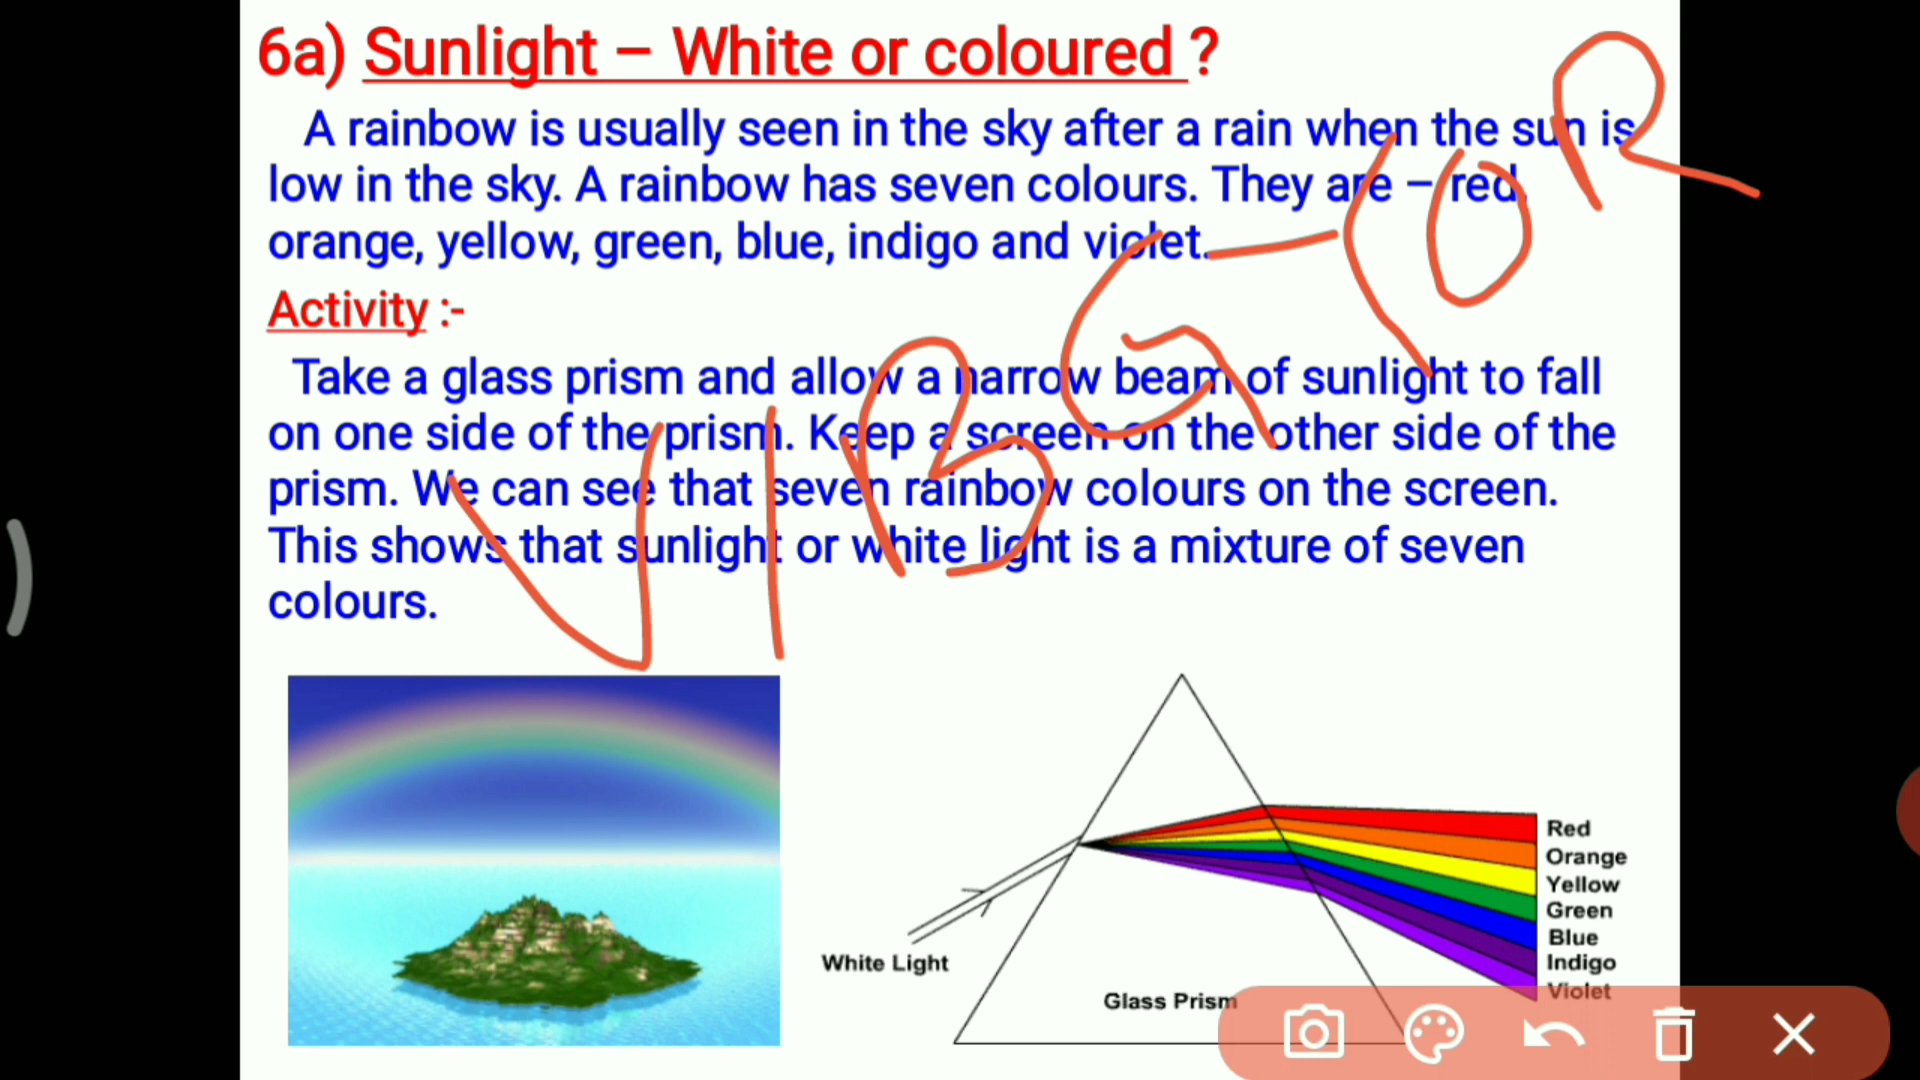 6a) Sunlight – White or coloured ?
A rainbow is usually seen in the sky after a rain when the sun is
low in the sky. A rainbow has seven colours. They are – red,
orange, yellow, green, blue, indigo and violet.
Activity :-
Take a glass prism and allow a narrow beam of sunlight to fall
on one side of the prism. Keep a screen on the other side of the
prism. We can see that seven rainbow colours on the screen.
This shows that sunlight or white light is a mixture of seven
colours.
VIBG
OR
White Light
Glass Prism
Red
Orange
Yellow
Green
Blue
Indigo
Violet